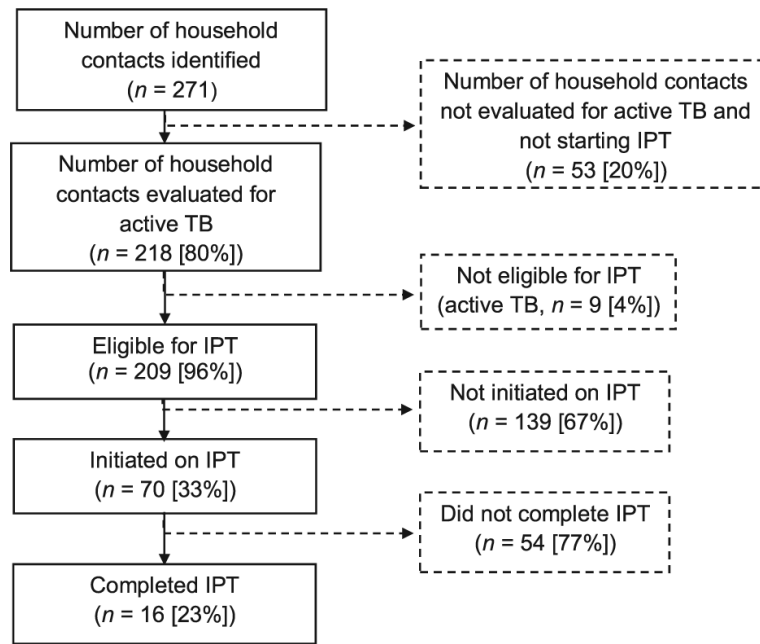 Number of household
contacts identified
(n = 271)
Number of household contacts
not evaluated for active TB and
not starting IPT
(n = 53 [20%])
Number of household
contacts evaluated for
active TB
(n = 218 [80%])
Not eligible for IPT
(active TB, n = 9 [4%])
Eligible for IPT
(n = 209 [96%])
Not initiated on IPT
(n = 139 [67%])
Initiated on IPT
(n = 70 [33%])
Did not complete IPT
(n = 54 [77%])
Completed IPT
(n = 16 [23%])